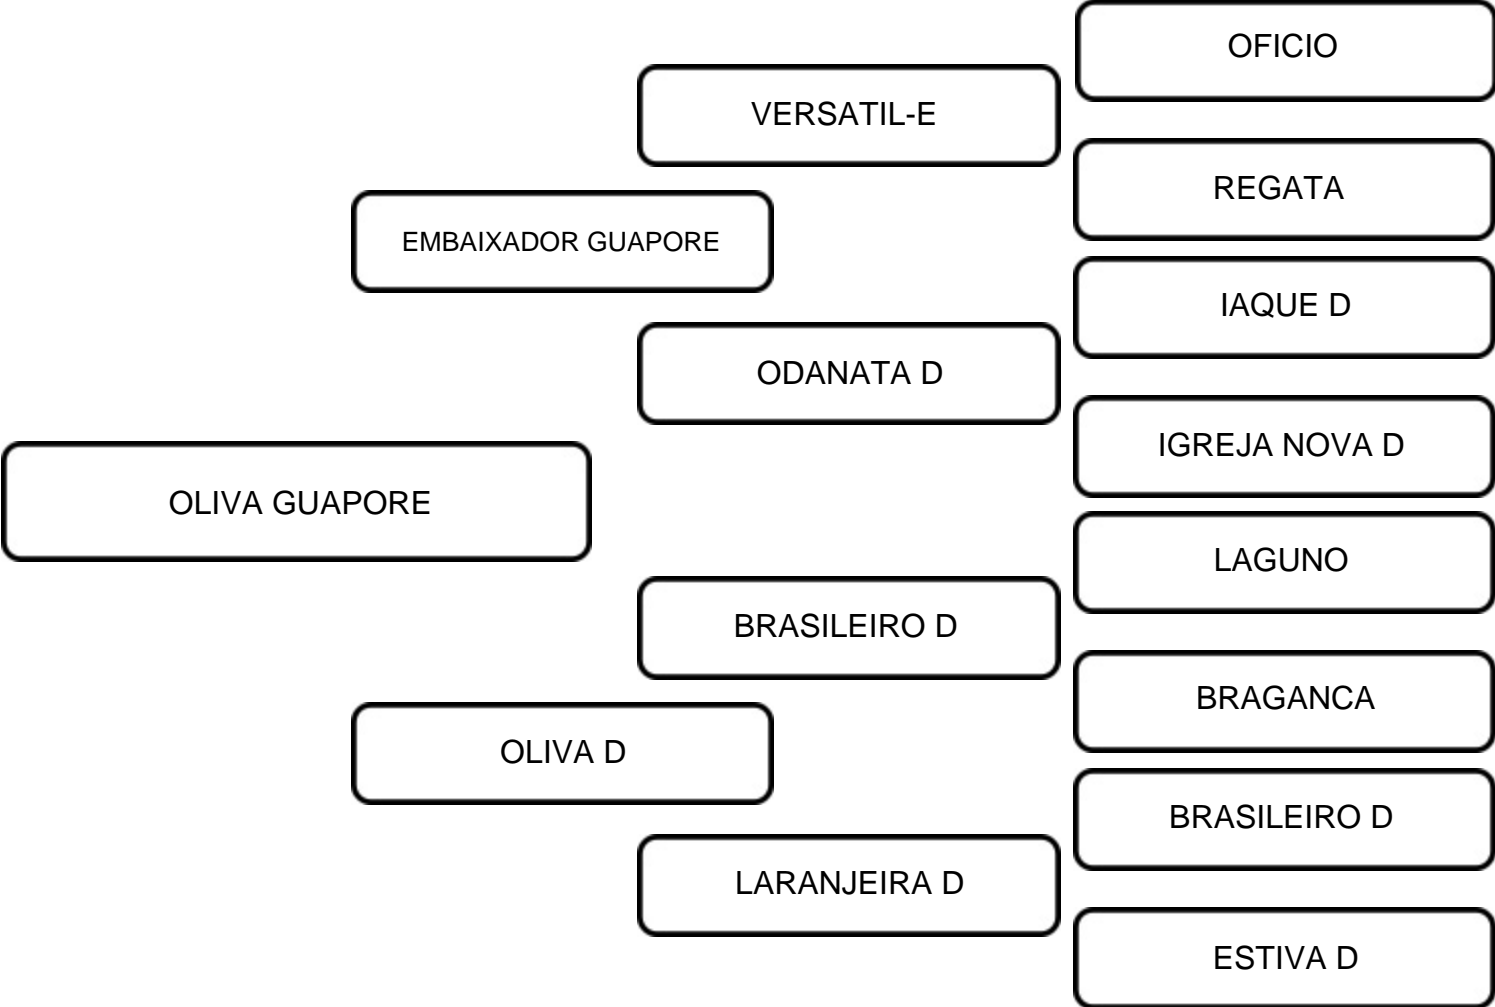 OFICIO
VERSATIL-E
REGATA
EMBAIXADOR GUAPORE
IAQUE D
ODANATA D
IGREJA NOVA D
OLIVA GUAPORE
LAGUNO
BRASILEIRO D
BRAGANCA
OLIVA D
BRASILEIRO D
LARANJEIRA D
ESTIVA D